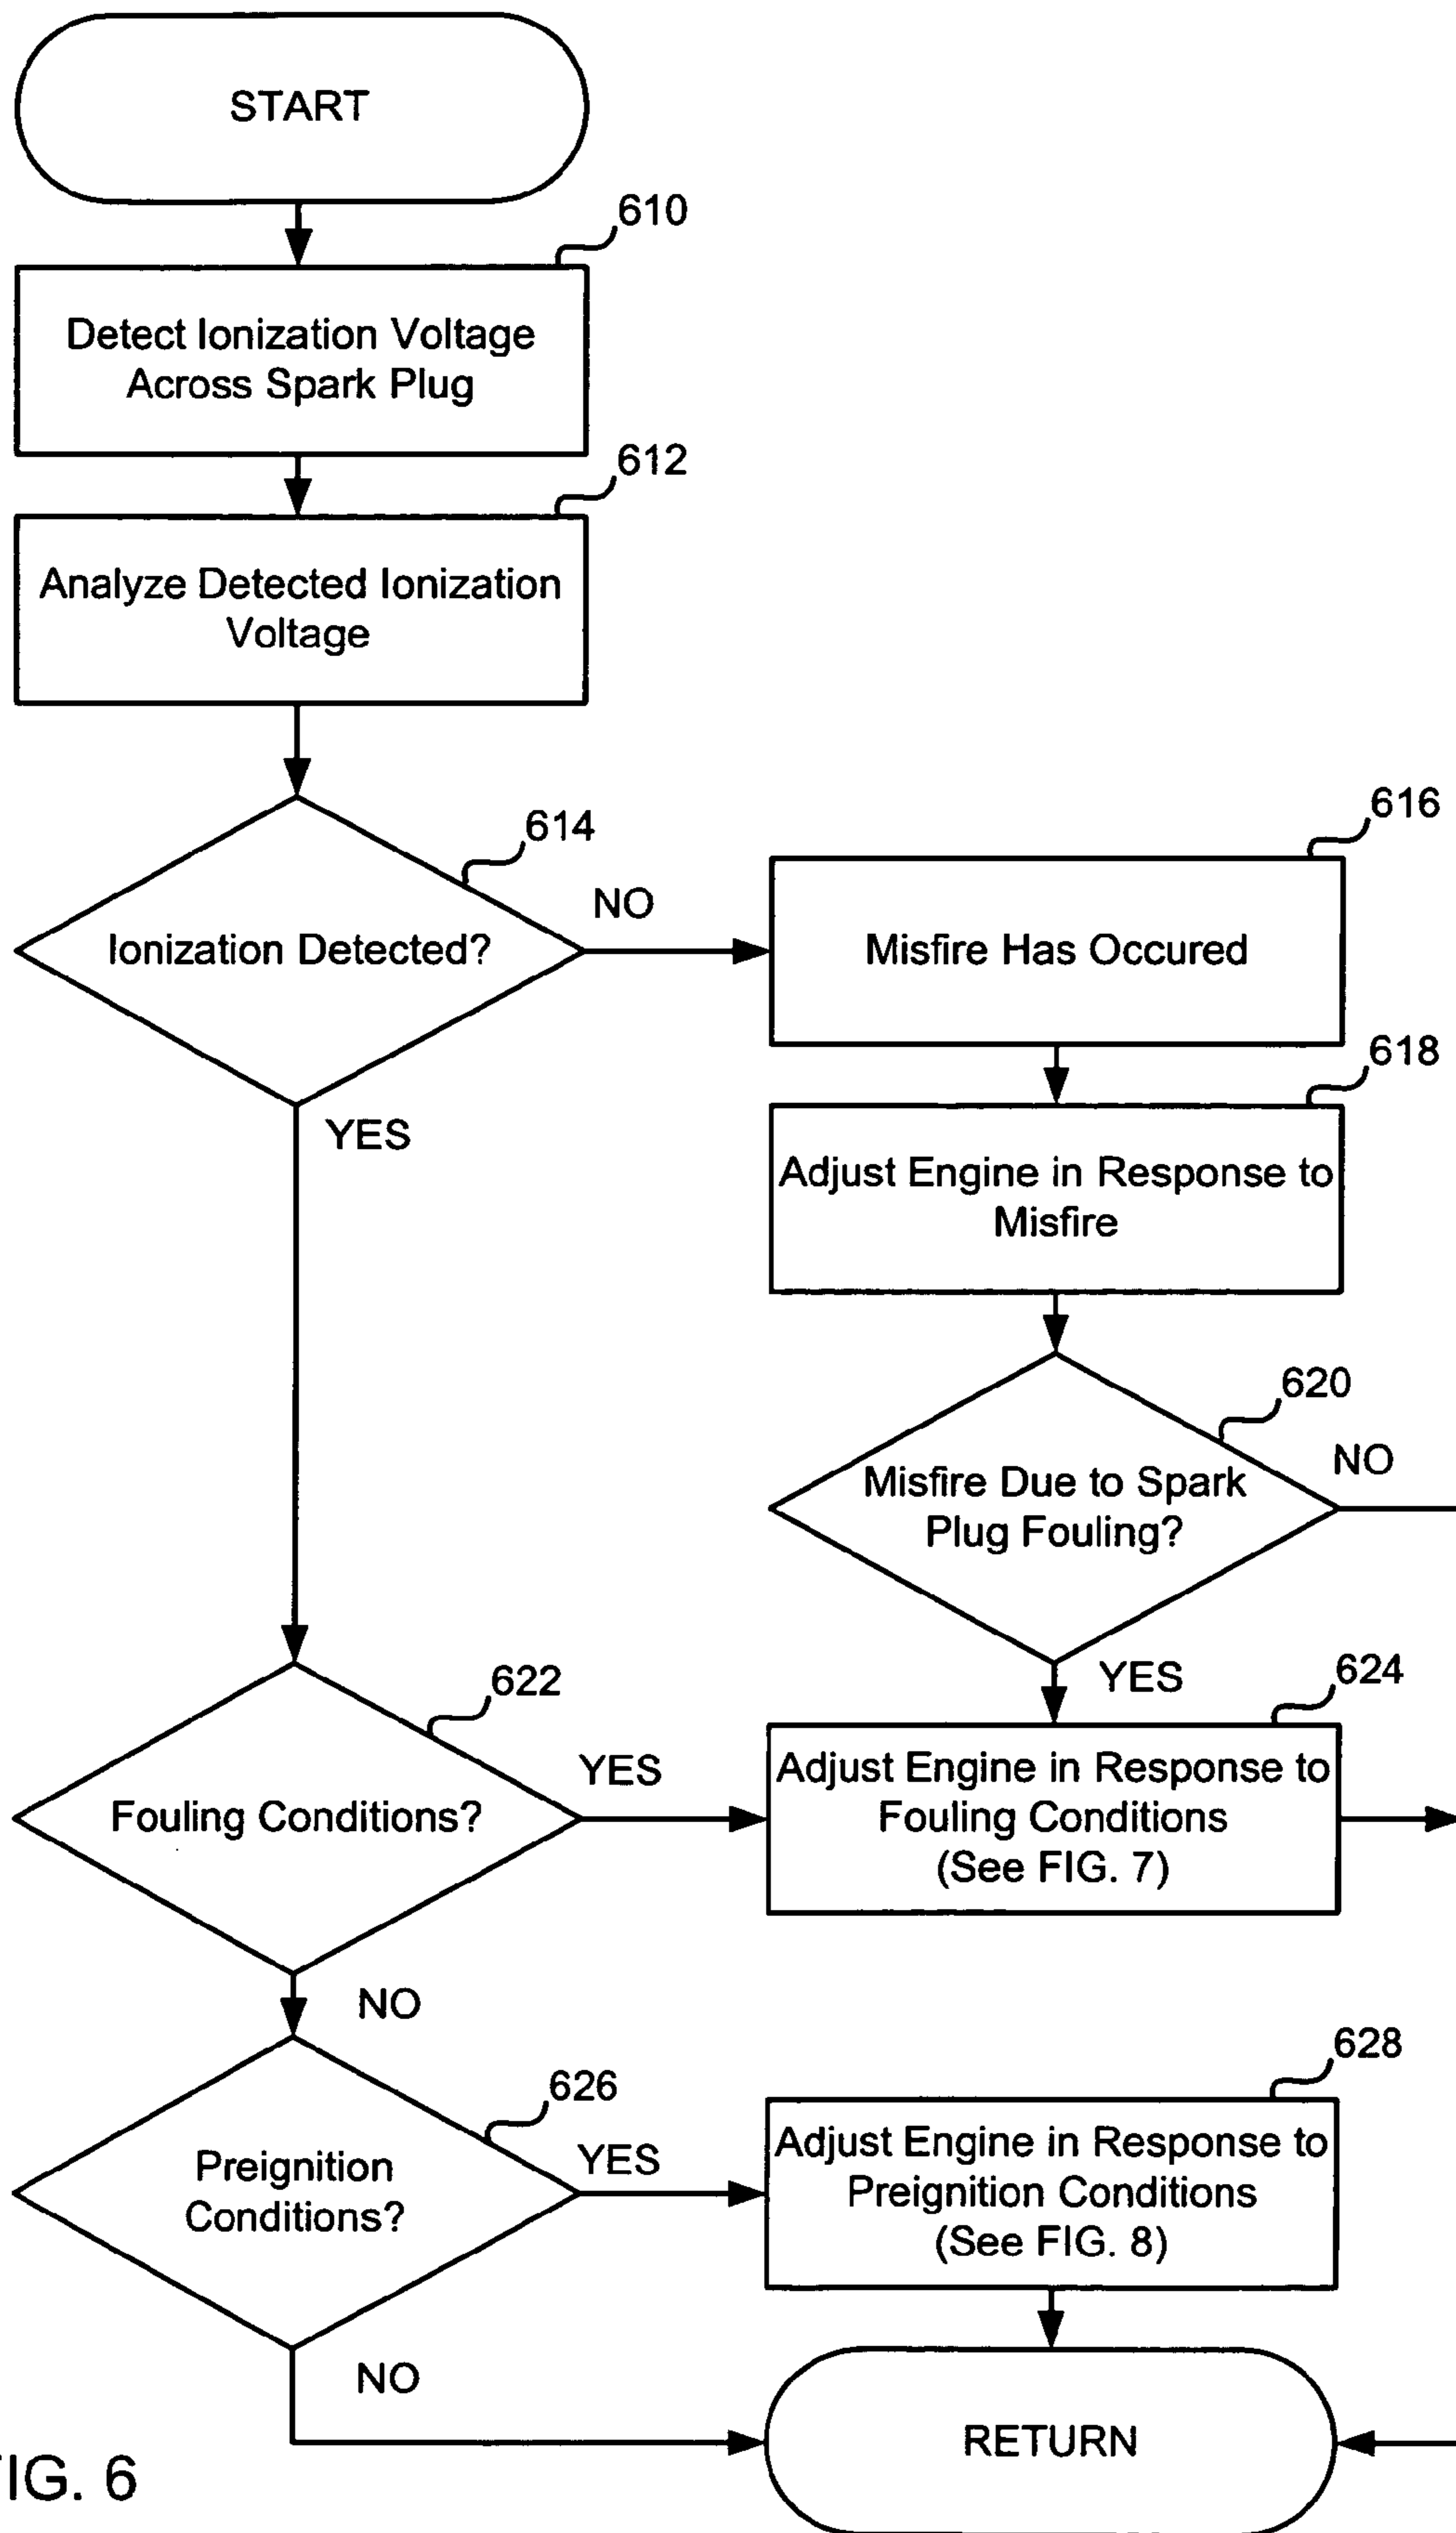 START
610
Detect Ionization Voltage
Across Spark Plug
612
Analyze Detected Ionization
Voltage
614
Ionization Detected?
NO
YES
616
Misfire Has Occured
618
Adjust Engine in Response to
Misfire
620
Misfire Due to Spark
Plug Fouling?
NO
YES
622
Fouling Conditions?
YES
NO
624
Adjust Engine in Response to
Fouling Conditions
(See FIG. 7)
626
Preignition
Conditions?
YES
NO
628
Adjust Engine in Response to
Preignition Conditions
(See FIG. 8)
RETURN
IG. 6